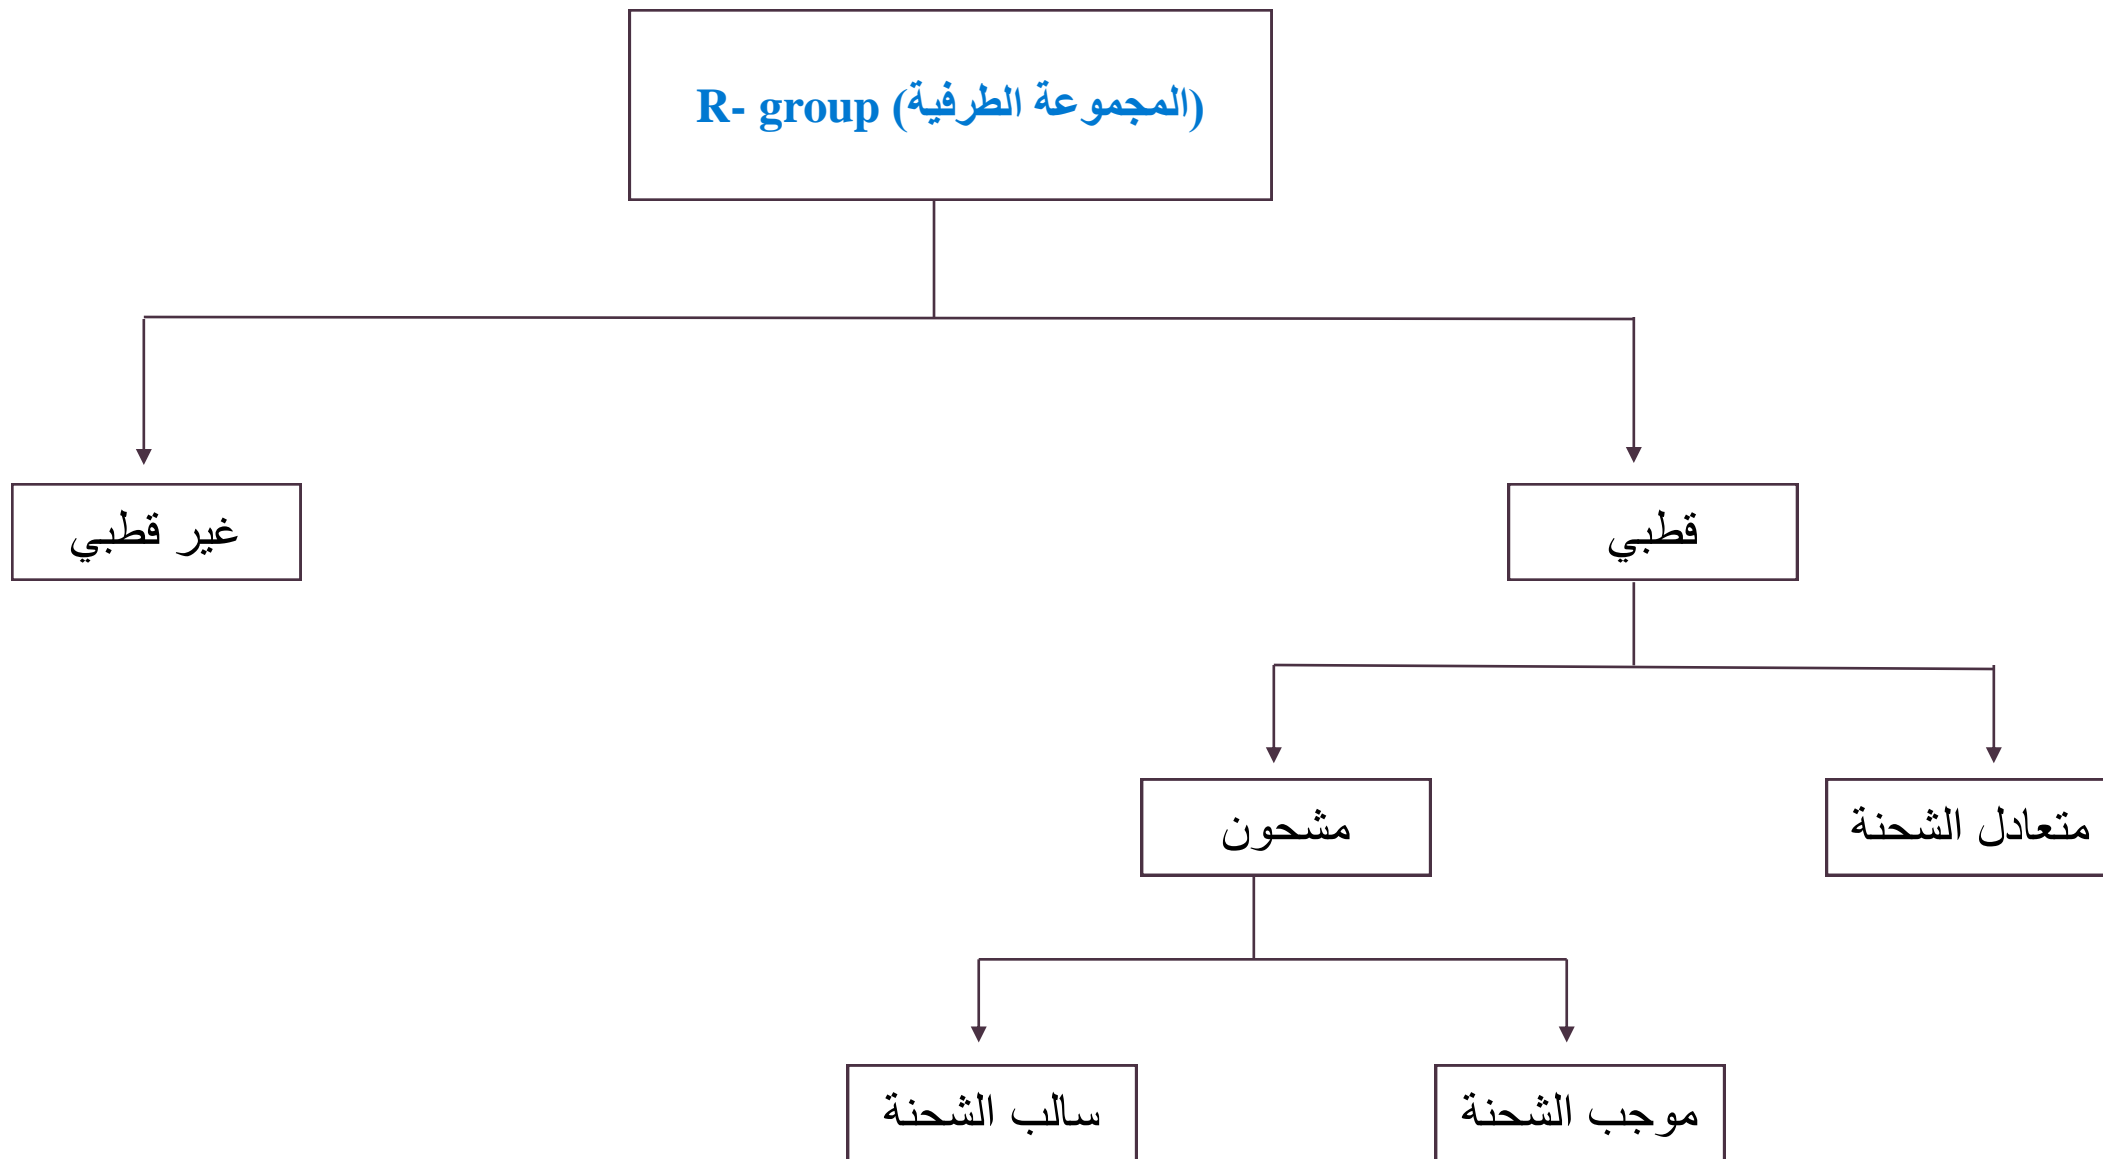 R- group (المجموعة الطرفية)
قطبي
غير قطبي
متعادل الشحنة
مشحون
موجب الشحنة
سالب الشحنة